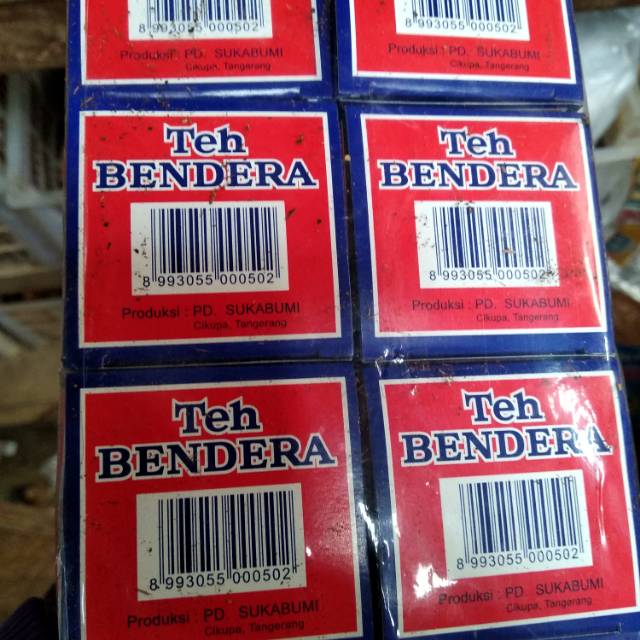 8 993055 000502
Produksi : PD. SUKABUMI
Cikupa, Tangerang
8 993055 000502
Produksi : PD. SUKABUMI
Cikupa, Tangerang
Teh
BENDERA
8 993055 000502
Produksi : PD. SUKABUMI
Cikupa, Tangerang
Teh
BENDERA
8 993055 000502
Produksi : PD. SUKABUMI
Cikupa, Tangerang
Teh
BENDERA
8 993055 000502
Produksi : PD. SUKABUMI
Cikupa, Tangerang
Teh
BENDERA
8 993055 000502
Produksi : PD. SUKABUMI
Cikupa, Tangerang